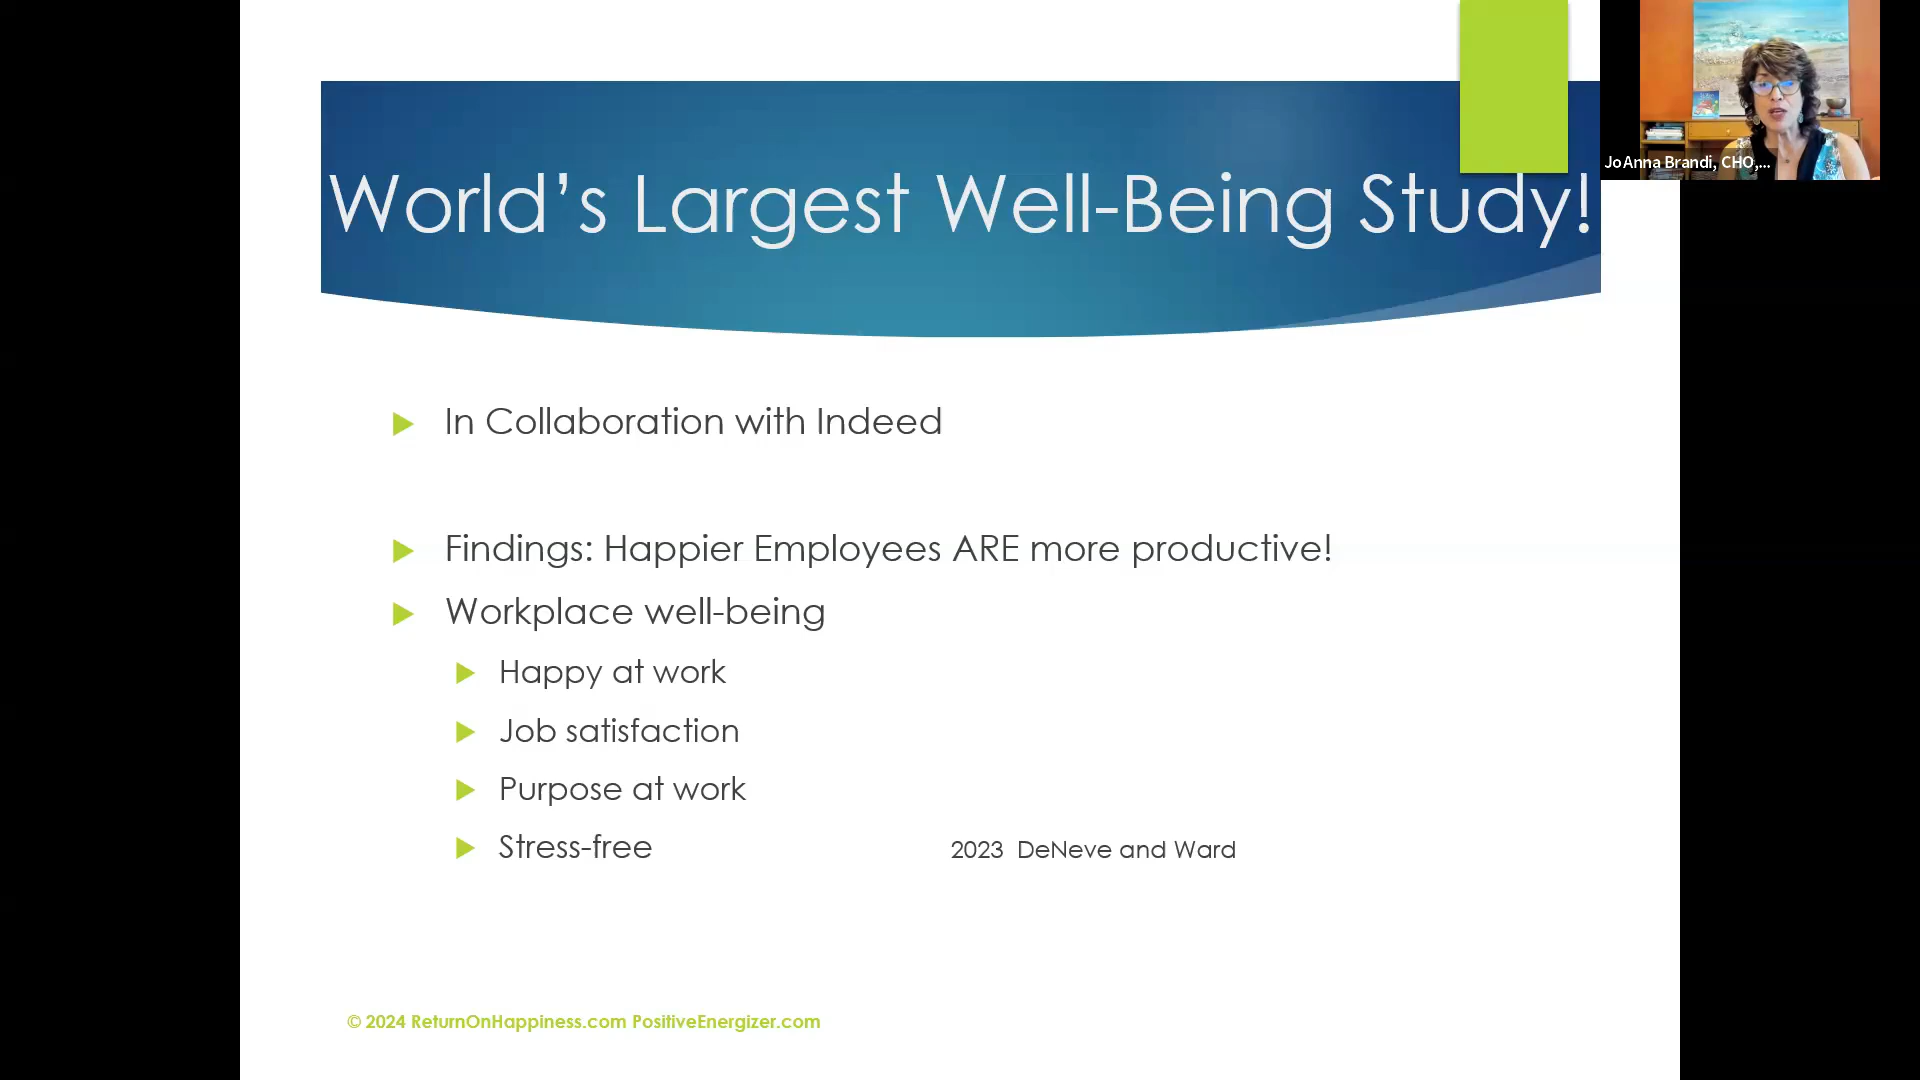 World’s Largest Well-Being Study!
JoAnna Brandi, CHO,...
In Collaboration with Indeed
Findings: Happier Employees ARE more productive!
Workplace well-being
Happy at work
Job satisfaction
Purpose at work
Stress-free
2023 DeNeve and Ward
© 2024 ReturnOnHappiness.com PositiveEnergizer.com